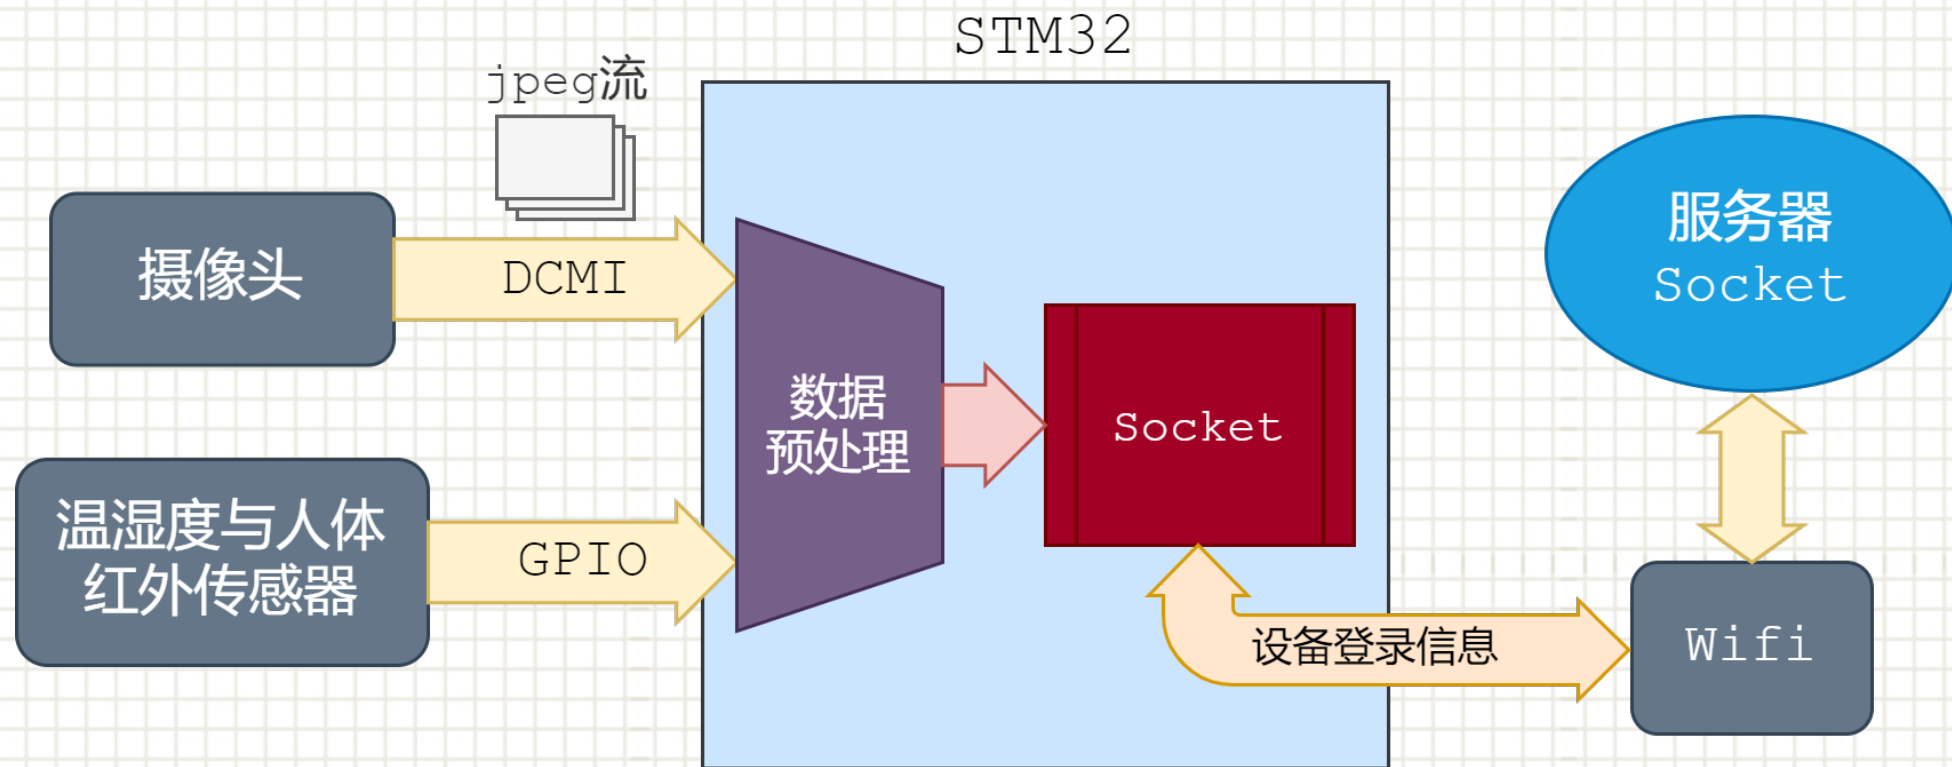 STM32
jpeg流
摄像头
DCMI
服务器
Socket
数据
预处理
Socket
温湿度与人体
红外传感器
GPIO
设备登录信息
Wifi